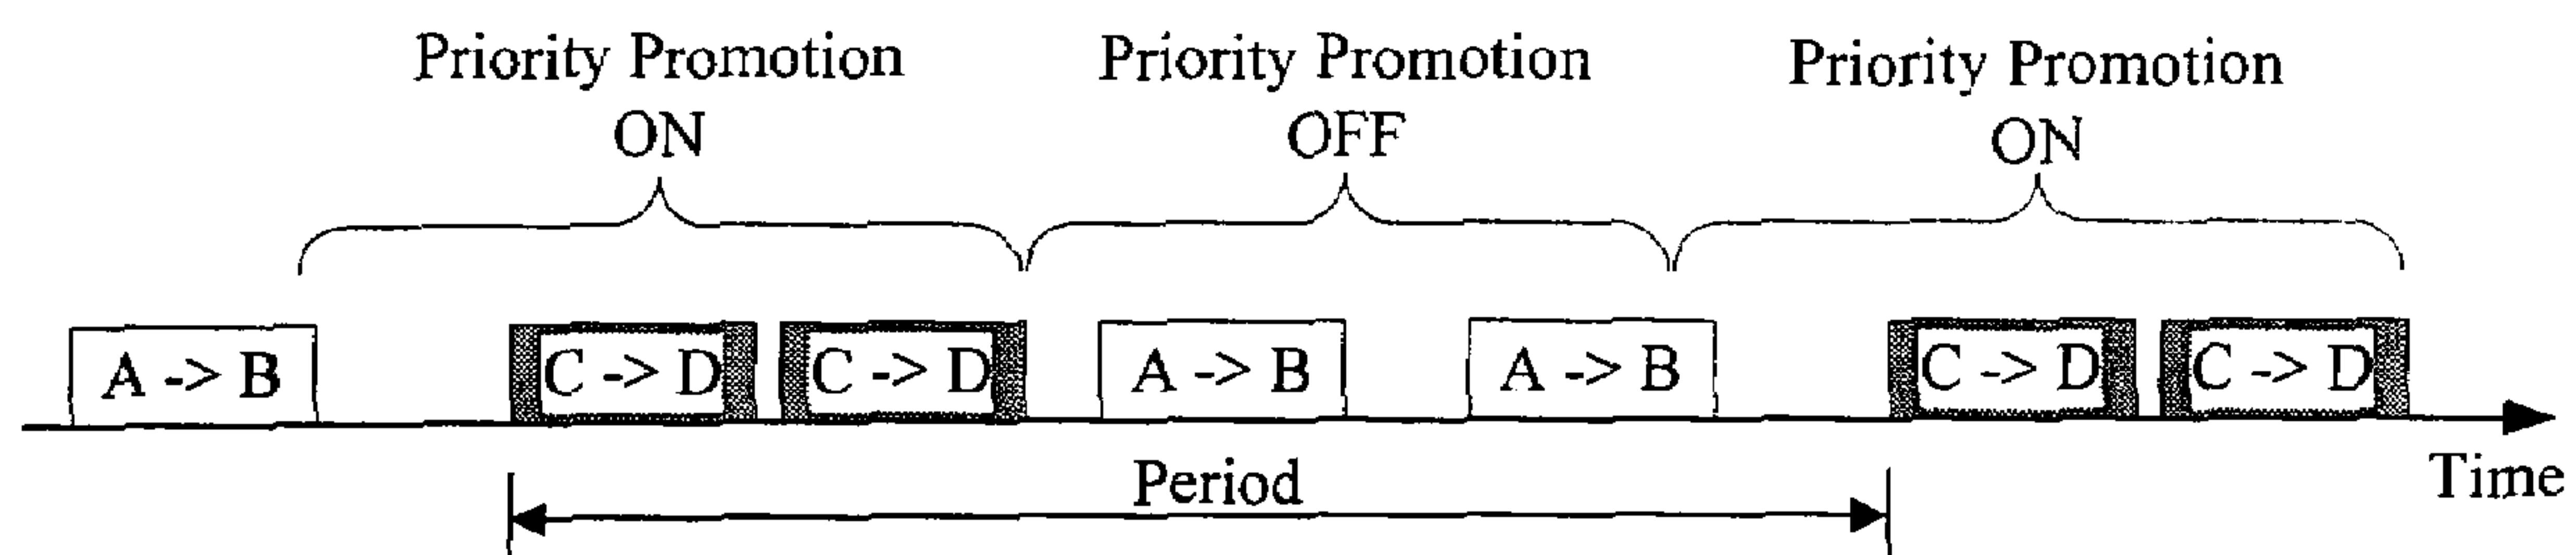 Priority Promotion
ON
Priority Promotion
OFF
Priority Promotion
ON
A -> B
C -> D
C -> D
A -> B
A -> B
C -> D
C -> D
Period
Time